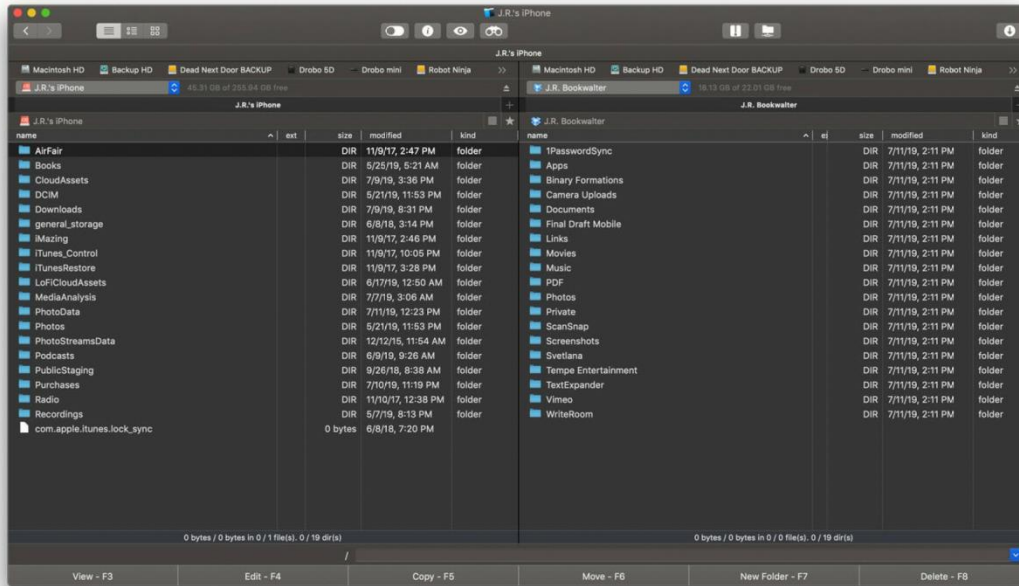 J.R.'s iPhone
J.R.'s iPhone
Macintosh HD Backup HD Dead Next Door BACKUP Drobo 5D Drobo mini Robot Ninja >>
J.R.'s iPhone 45.31 GB of 255.94 GB free
J.R.'s iPhone +
J.R.'s iPhone
name ext size modified kind
AirFair DIR 11/9/17, 2:47 PM folder
Books DIR 5/25/19, 5:21 AM folder
CloudAssets DIR 7/9/19, 3:36 PM folder
DCIM DIR 5/21/19, 11:53 PM folder
Downloads DIR 7/9/19, 8:31 PM folder
general_storage DIR 6/8/18, 3:14 PM folder
iMazing DIR 11/9/17, 2:46 PM folder
iTunes_Control DIR 11/9/17, 10:05 PM folder
iTunesRestore DIR 11/9/17, 3:28 PM folder
LoFiCloudAssets DIR 6/17/19, 12:50 AM folder
MediaAnalysis DIR 7/7/19, 3:06 AM folder
PhotoData DIR 7/11/19, 12:23 PM folder
Photos DIR 5/21/19, 11:53 PM folder
PhotoStreamsData DIR 12/12/15, 11:54 AM folder
Podcasts DIR 6/9/19, 9:26 AM folder
PublicStaging DIR 9/26/18, 8:38 AM folder
Purchases DIR 7/10/19, 11:19 PM folder
Radio DIR 11/10/17, 12:38 PM folder
Recordings DIR 5/7/19, 8:13 PM folder
com.apple.itunes.lock_sync 0 bytes 6/8/18, 7:20 PM
0 bytes / 0 bytes in 0 / 1 file(s). 0 / 19 dir(s)
Macintosh HD Backup HD Dead Next Door BACKUP Drobo 5D Drobo mini Robot Ninja >>
J.R. Bookwalter 18.13 GB of 22.01 GB free
J.R. Bookwalter
J.R. Bookwalter
name size modified kind
1PasswordSync DIR 7/11/19, 2:11 PM folder
Apps DIR 7/11/19, 2:11 PM folder
Binary Formations DIR 7/11/19, 2:11 PM folder
Camera Uploads DIR 7/11/19, 2:11 PM folder
Documents DIR 7/11/19, 2:11 PM folder
Final Draft Mobile DIR 7/11/19, 2:11 PM folder
Links DIR 7/11/19, 2:11 PM folder
Movies DIR 7/11/19, 2:11 PM folder
Music DIR 7/11/19, 2:11 PM folder
PDF DIR 7/11/19, 2:11 PM folder
Photos DIR 7/11/19, 2:11 PM folder
Private DIR 7/11/19, 2:11 PM folder
ScanSnap DIR 7/11/19, 2:11 PM folder
Screenshots DIR 7/11/19, 2:11 PM folder
Svetlana DIR 7/11/19, 2:11 PM folder
Tempe Entertainment DIR 7/11/19, 2:11 PM folder
TextExpander DIR 7/11/19, 2:11 PM folder
Vimeo DIR 7/11/19, 2:11 PM folder
WriteRoom DIR 7/11/19, 2:11 PM folder
0 bytes / 0 bytes in 0 / 0 file(s). 0 / 19 dir(s)
/
View - F3 Edit - F4 Copy - F5 Move - F6 New Folder - F7 Delete - F8